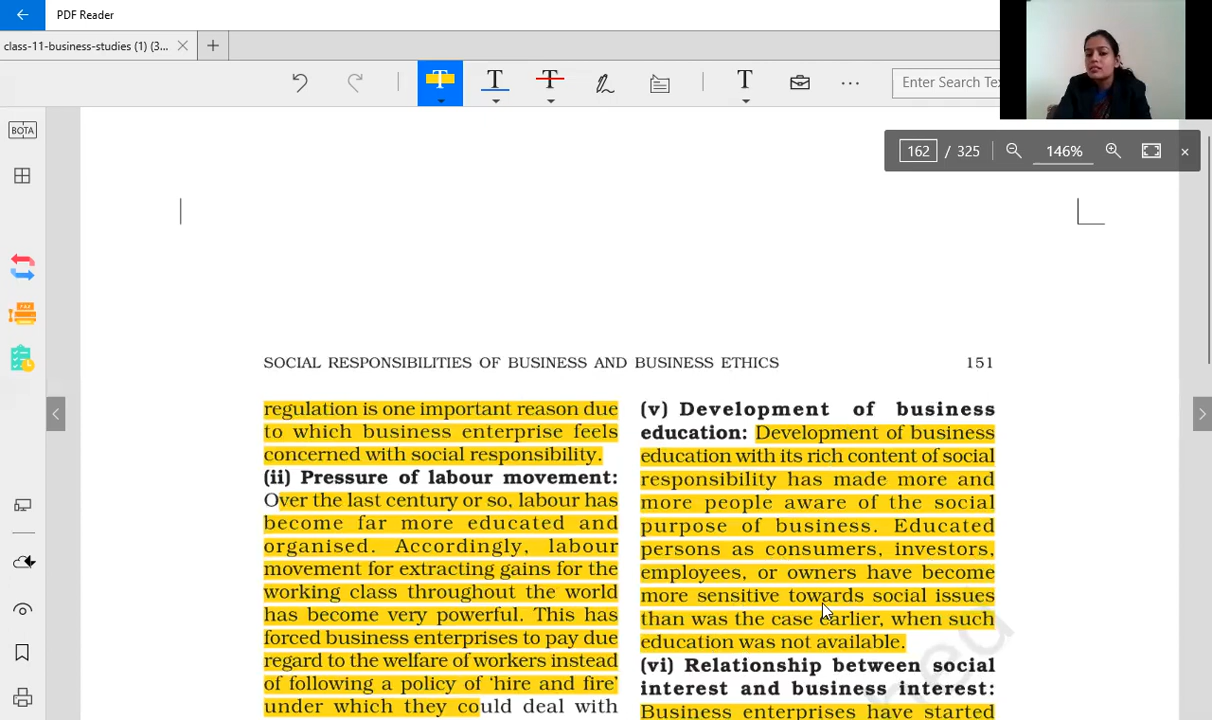 PDF Reader
class-11-business-studies (1) (3...
T T T T ... Enter Search Te
BOTA
162 / 325 146%
SOCIAL RESPONSIBILITIES OF BUSINESS AND BUSINESS ETHICS 151
regulation is one important reason due
to which business enterprise feels
concerned with social responsibility.
(ii) Pressure of labour movement:
Over the last century or so, labour has
become far more educated and
organised. Accordingly, labour
movement for extracting gains for the
working class throughout the world
has become very powerful. This has
forced business enterprises to pay due
regard to the welfare of workers instead
of following a policy of ‘hire and fire’
under which they could deal with
(v) Development of business
education: Development of business
education with its rich content of social
responsibility has made more and
more people aware of the social
purpose of business. Educated
persons as consumers, investors,
employees, or owners have become
more sensitive towards social issues
than was the case earlier, when such
education was not available.
(vi) Relationship between social
interest and business interest:
Business enterprises have started